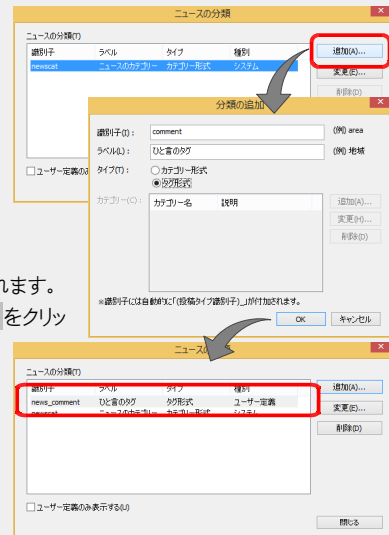 ニュースの分類
ニュースの分類(T)
識別子 ラベル タイプ 種別
newscat ニュースのカテゴリー カテゴリー形式 システム
追加(A)...
変更(E)...
削除(D)
ユーザー定義のみ
分類の追加
識別子(I): comment (例) area
ラベル(L): ひと言のタグ (例) 地域
タイプ(T): カテゴリー形式
タグ形式
カテゴリー(C): カテゴリー名 説明
追加(A)...
変更(H)...
削除(D)
※識別子には自動的に「(投稿タイプ識別子)_」が付加されます。
OK キャンセル
れます。
をクリッ
ニュースの
ニュースの分類(T)
識別子 ラベル タイプ 種別
news_comment ひと言のタグ タグ形式 ユーザー定義
newscat ニュースのカテゴリー カテゴリー形式 システム
追加(A)...
変更(E)...
削除(D)
ユーザー定義のみ表示する(U)
閉じる